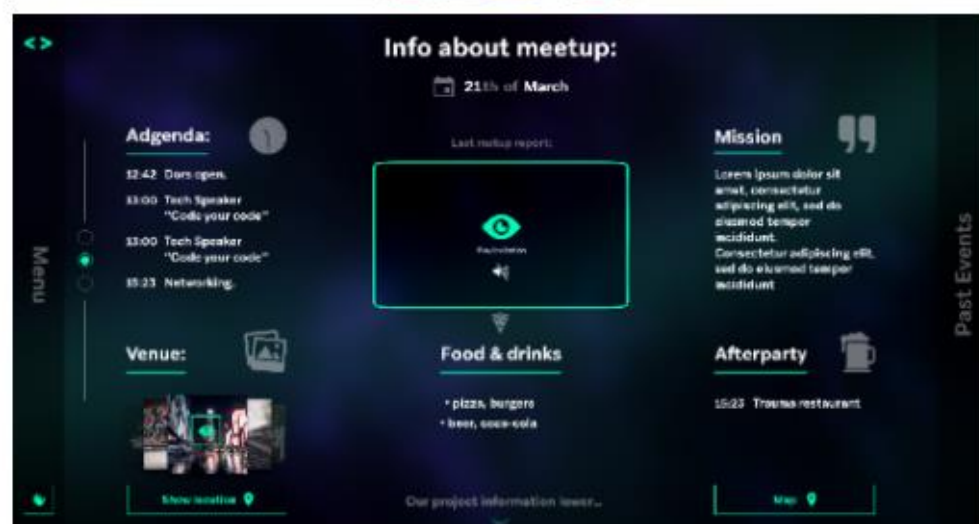 < >
Info about meetup:
21th of March
Adgenda:
12:42 Dors open.
13:00 Tech Speaker
"Code your code"
13:00 Tech Speaker
"Code your code"
15:23 Networking.
Last metup report:
Mission
Lorem ipsum dolor sit
amet, consectetur
adipiscing elit, sed do
eiusmod tempor
incididunt.
Consectetur adipiscing elit,
sed do eiusmod tempor
incididunt
Menu
Past Events
Venue:
Show location
Food & drinks
• pizza, burgers
• beer, coca-cola
Our project information lower...
Afterparty
15:23 Trauma restaurant
Map